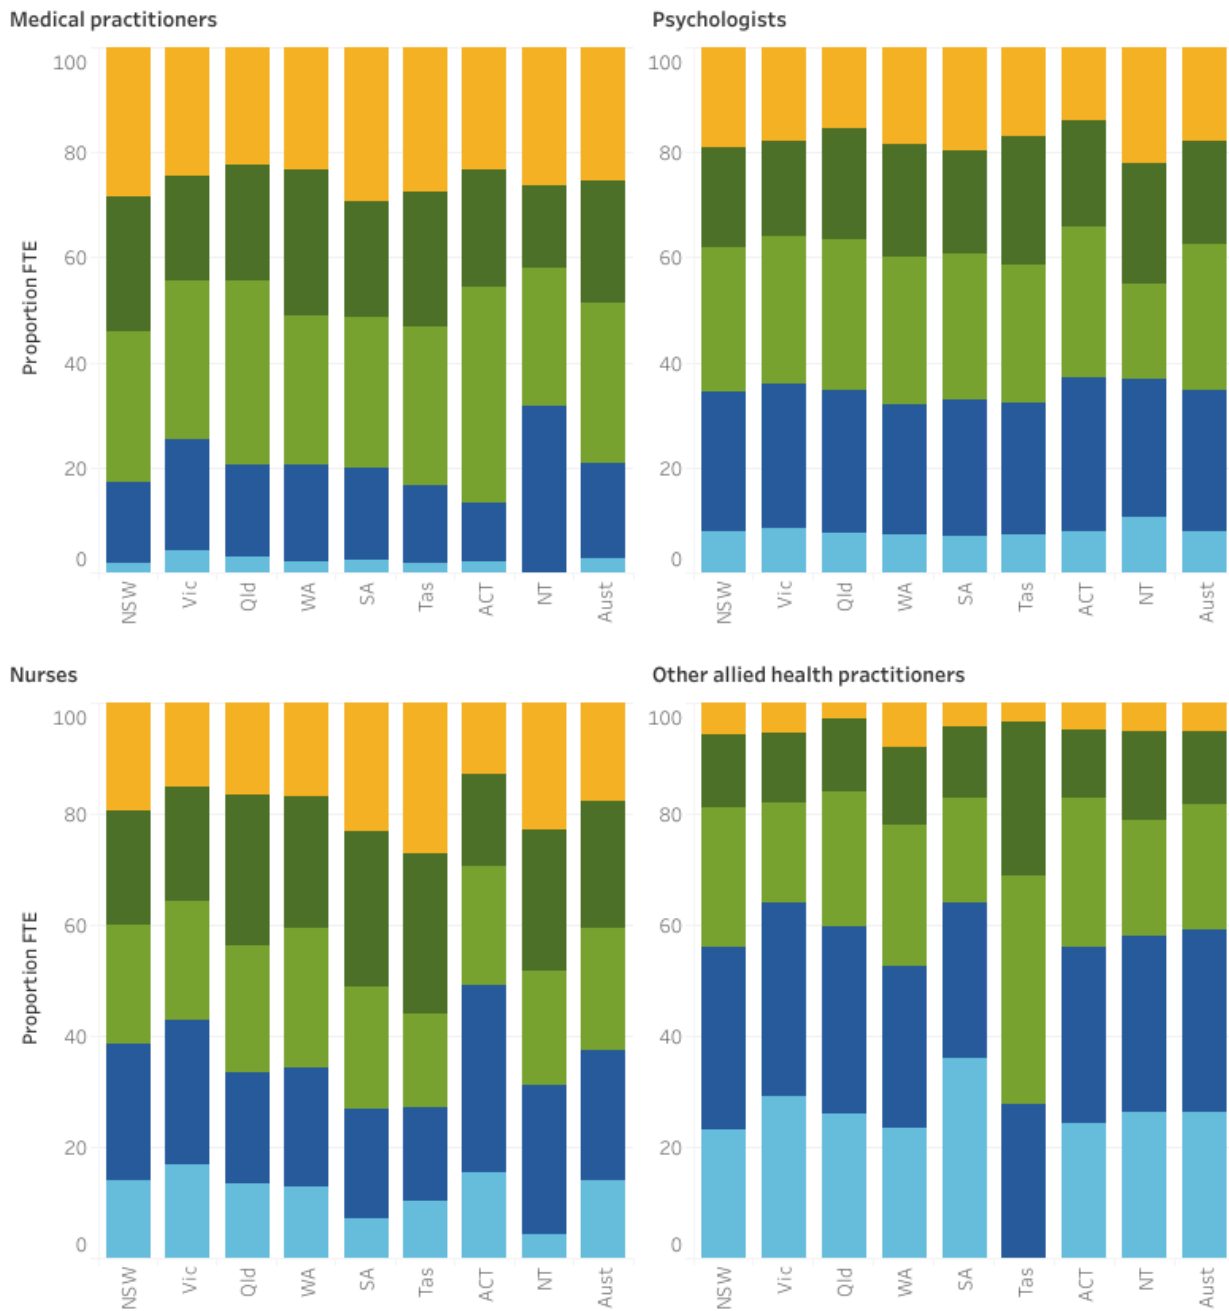 Medical practitioners
Psychologists
Proportion FTE
100
80
60
40
20
0
NSW
Vic
Qld
WA
SA
Tas
ACT
NT
Aust
100
80
60
40
20
0
NSW
Vic
Qld
WA
SA
Tas
ACT
NT
Aust
Nurses
Other allied health practitioners
Proportion FTE
100
80
60
40
20
0
NSW
Vic
Qld
WA
SA
Tas
ACT
NT
Aust
100
80
60
40
20
0
NSW
Vic
Qld
WA
SA
Tas
ACT
NT
Aust